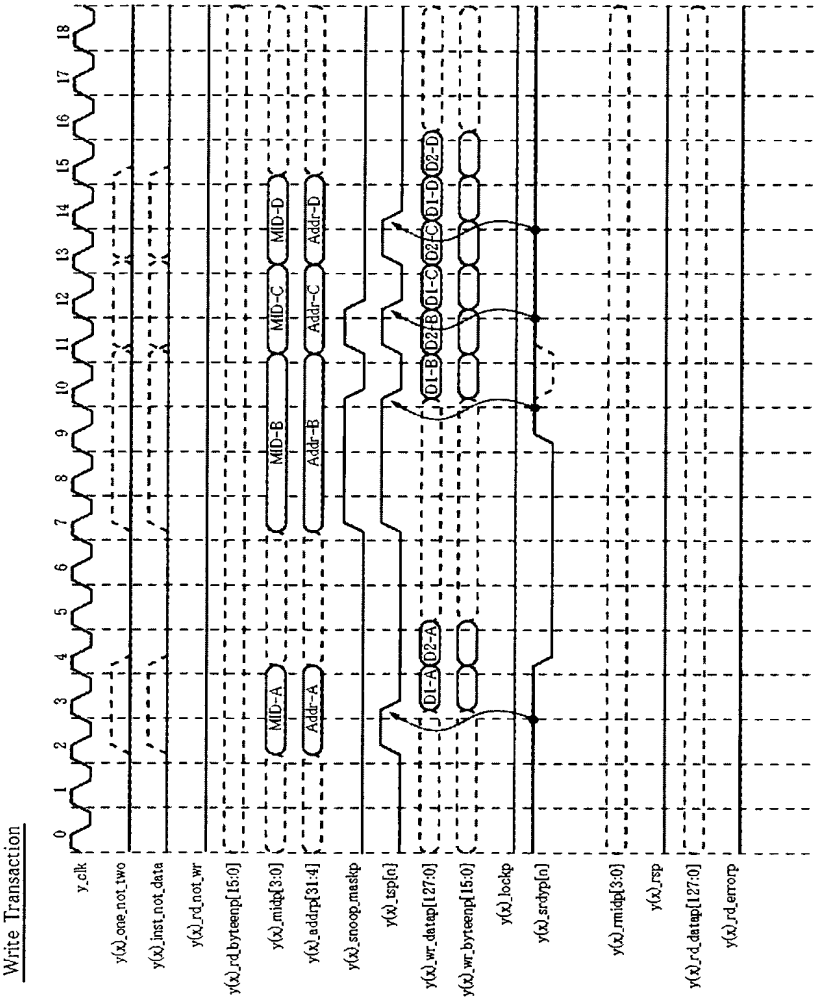 Write Transaction
0 1 2 3 4 5 6 7 8 9 10 11 12 13 14 15 16 17 18
y_clk
y(x)_one_not_two
y(x)_inst_not_data
y(x)_rd_not_wr
y(x)_rd_byteenp[15:0]
y(x)_midp[3:0] MID-A MID-B MID-C MID-D
y(x)_addrp[31:4] Addr-A Addr-B Addr-C Addr-D
y(x)_snoop_maskp
y(x)_tsp[n]
y(x)_wr_datap[127:0] D1-A D2-A D1-B D2-B D1-C D2-C D1-D D2-D
y(x)_wr_byteenp[15:0]
y(x)_lockp
y(x)_srdyp[n]
y(x)_rmidp[3:0]
y(x)_rsp
y(x)_rd_datap[127:0]
y(x)_rd_errorp